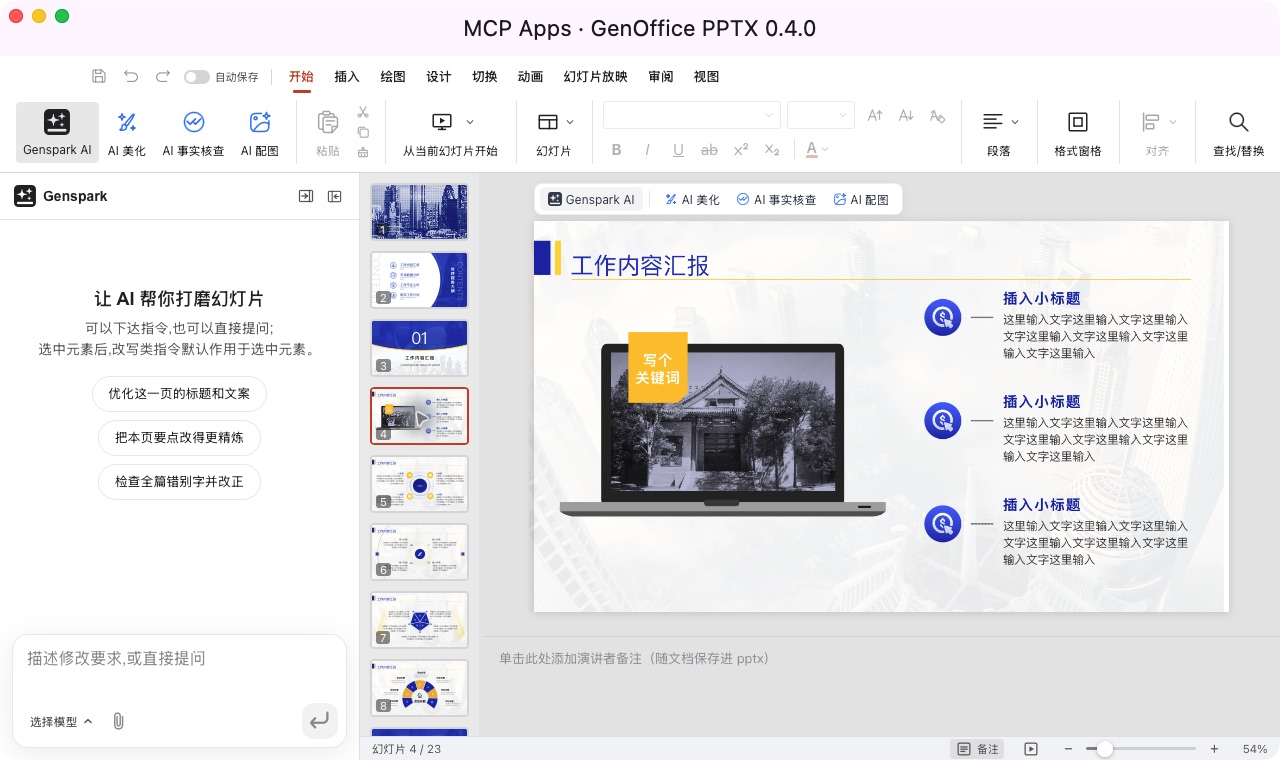 MCP Apps · GenOffice PPTX 0.4.0
自动保存
开始 插入 绘图 设计 切换 动画 幻灯片放映 审阅 视图
Genspark AI
AI 美化
AI 事实核查
AI 配图
粘贴
从当前幻灯片开始
幻灯片
B I U ab X² X₂ A
段落
格式窗格
对齐
查找/替换
Genspark
让 AI 帮你打磨幻灯片
可以下达指令,也可以直接提问;
选中元素后,改写类指令默认作用于选中元素。
优化这一页的标题和文案
把本页要点改得更精炼
检查全篇错别字并改正
描述修改要求,或直接提问
选择模型
1
2
01
工作内容汇报
3
4
5
6
7
8
Genspark AI AI 美化 AI 事实核查 AI 配图
工作内容汇报
写个
关键词
插入小标题
这里输入文字这里输入文字这里输入
文字这里输入文字这里输入文字这里
输入文字这里输入
插入小标题
这里输入文字这里输入文字这里输入
文字这里输入文字这里输入文字这里
输入文字这里输入
插入小标题
这里输入文字这里输入文字这里输入
文字这里输入文字这里输入文字这里
输入文字这里输入
单击此处添加演讲者备注（随文档保存进 pptx）
幻灯片 4 / 23
备注
54%